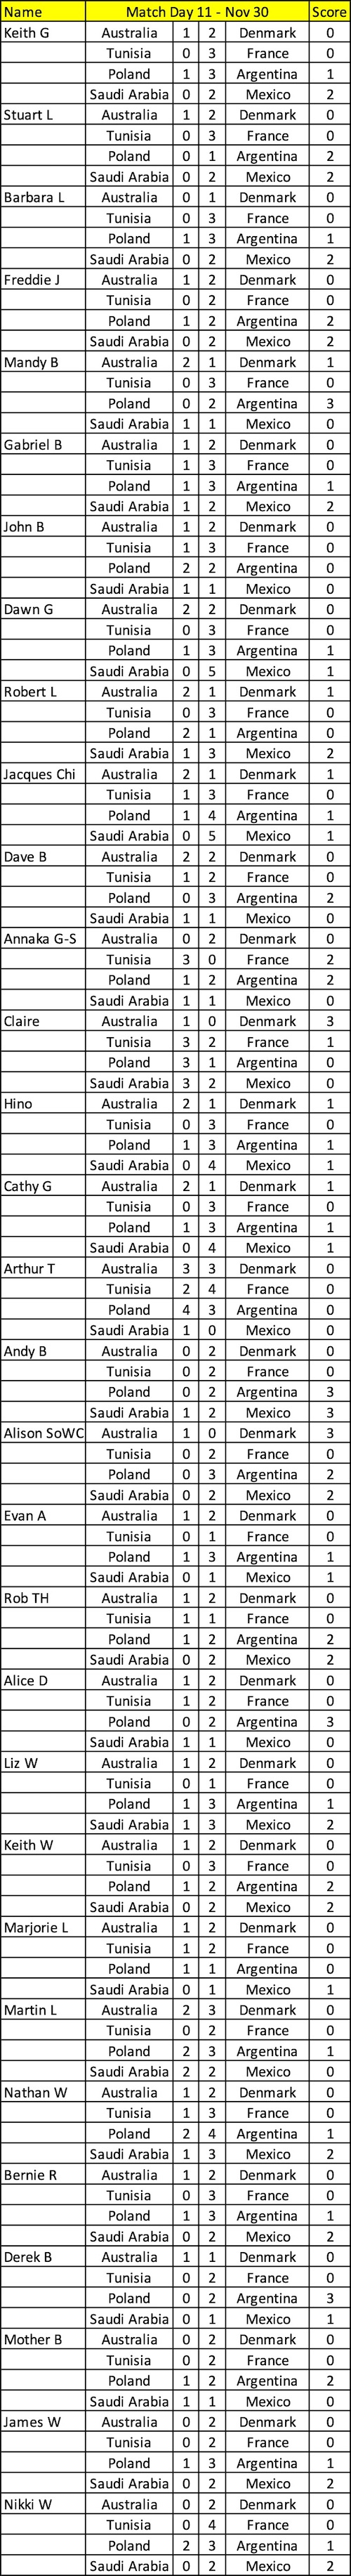 Name Match Day 11 - Nov 30 Score
Keith G Australia 1 2 Denmark 0
Tunisia 0 3 France 0
Poland 1 3 Argentina 1
Saudi Arabia 0 2 Mexico 2
Stuart L Australia 1 2 Denmark 0
Tunisia 0 3 France 0
Poland 0 1 Argentina 2
Saudi Arabia 0 2 Mexico 2
Barbara L Australia 0 1 Denmark 0
Tunisia 0 3 France 0
Poland 1 3 Argentina 1
Saudi Arabia 0 2 Mexico 2
Freddie J Australia 1 2 Denmark 0
Tunisia 0 2 France 0
Poland 1 2 Argentina 2
Saudi Arabia 0 2 Mexico 2
Mandy B Australia 2 1 Denmark 1
Tunisia 0 3 France 0
Poland 0 2 Argentina 3
Saudi Arabia 1 1 Mexico 0
Gabriel B Australia 1 2 Denmark 0
Tunisia 1 3 France 0
Poland 1 3 Argentina 1
Saudi Arabia 1 2 Mexico 2
John B Australia 1 2 Denmark 0
Tunisia 1 3 France 0
Poland 2 2 Argentina 0
Saudi Arabia 1 1 Mexico 0
Dawn G Australia 2 2 Denmark 0
Tunisia 0 3 France 0
Poland 1 3 Argentina 1
Saudi Arabia 0 5 Mexico 1
Robert L Australia 2 1 Denmark 1
Tunisia 0 3 France 0
Poland 2 1 Argentina 0
Saudi Arabia 1 3 Mexico 2
Jacques Chi Australia 2 1 Denmark 1
Tunisia 1 3 France 0
Poland 1 4 Argentina 1
Saudi Arabia 0 5 Mexico 1
Dave B Australia 2 2 Denmark 0
Tunisia 1 2 France 0
Poland 0 3 Argentina 2
Saudi Arabia 1 1 Mexico 0
Annaka G-S Australia 0 2 Denmark 0
Tunisia 3 0 France 2
Poland 1 2 Argentina 2
Saudi Arabia 1 1 Mexico 0
Claire Australia 1 0 Denmark 3
Tunisia 3 2 France 1
Poland 3 1 Argentina 0
Saudi Arabia 3 2 Mexico 0
Hino Australia 2 1 Denmark 1
Tunisia 0 3 France 0
Poland 1 3 Argentina 1
Saudi Arabia 0 4 Mexico 1
Cathy G Australia 2 1 Denmark 1
Tunisia 0 3 France 0
Poland 1 3 Argentina 1
Saudi Arabia 0 4 Mexico 1
Arthur T Australia 3 3 Denmark 0
Tunisia 2 4 France 0
Poland 4 3 Argentina 0
Saudi Arabia 1 0 Mexico 0
Andy B Australia 0 2 Denmark 0
Tunisia 0 2 France 0
Poland 0 2 Argentina 3
Saudi Arabia 1 2 Mexico 3
Alison SoWC Australia 1 0 Denmark 3
Tunisia 0 2 France 0
Poland 0 3 Argentina 2
Saudi Arabia 0 2 Mexico 2
Evan A Australia 1 2 Denmark 0
Tunisia 0 1 France 0
Poland 1 3 Argentina 1
Saudi Arabia 0 1 Mexico 1
Rob TH Australia 1 2 Denmark 0
Tunisia 1 1 France 0
Poland 1 2 Argentina 2
Saudi Arabia 0 2 Mexico 2
Alice D Australia 1 2 Denmark 0
Tunisia 1 2 France 0
Poland 0 2 Argentina 3
Saudi Arabia 1 1 Mexico 0
Liz W Australia 1 2 Denmark 0
Tunisia 0 1 France 0
Poland 1 3 Argentina 1
Saudi Arabia 1 3 Mexico 2
Keith W Australia 1 2 Denmark 0
Tunisia 0 3 France 0
Poland 1 2 Argentina 2
Saudi Arabia 0 2 Mexico 2
Marjorie L Australia 1 2 Denmark 0
Tunisia 1 2 France 0
Poland 1 1 Argentina 0
Saudi Arabia 0 1 Mexico 1
Martin L Australia 2 3 Denmark 0
Tunisia 0 2 France 0
Poland 2 3 Argentina 1
Saudi Arabia 2 2 Mexico 0
Nathan W Australia 1 2 Denmark 0
Tunisia 1 3 France 0
Poland 2 4 Argentina 1
Saudi Arabia 1 3 Mexico 2
Bernie R Australia 1 2 Denmark 0
Tunisia 0 3 France 0
Poland 1 3 Argentina 1
Saudi Arabia 0 2 Mexico 2
Derek B Australia 1 1 Denmark 0
Tunisia 0 2 France 0
Poland 0 2 Argentina 3
Saudi Arabia 0 1 Mexico 1
Mother B Australia 0 2 Denmark 0
Tunisia 0 2 France 0
Poland 1 2 Argentina 2
Saudi Arabia 1 1 Mexico 0
James W Australia 0 2 Denmark 0
Tunisia 0 2 France 0
Poland 1 3 Argentina 1
Saudi Arabia 0 2 Mexico 2
Nikki W Australia 0 2 Denmark 0
Tunisia 0 4 France 0
Poland 2 3 Argentina 1
Saudi Arabia 0 2 Mexico 2